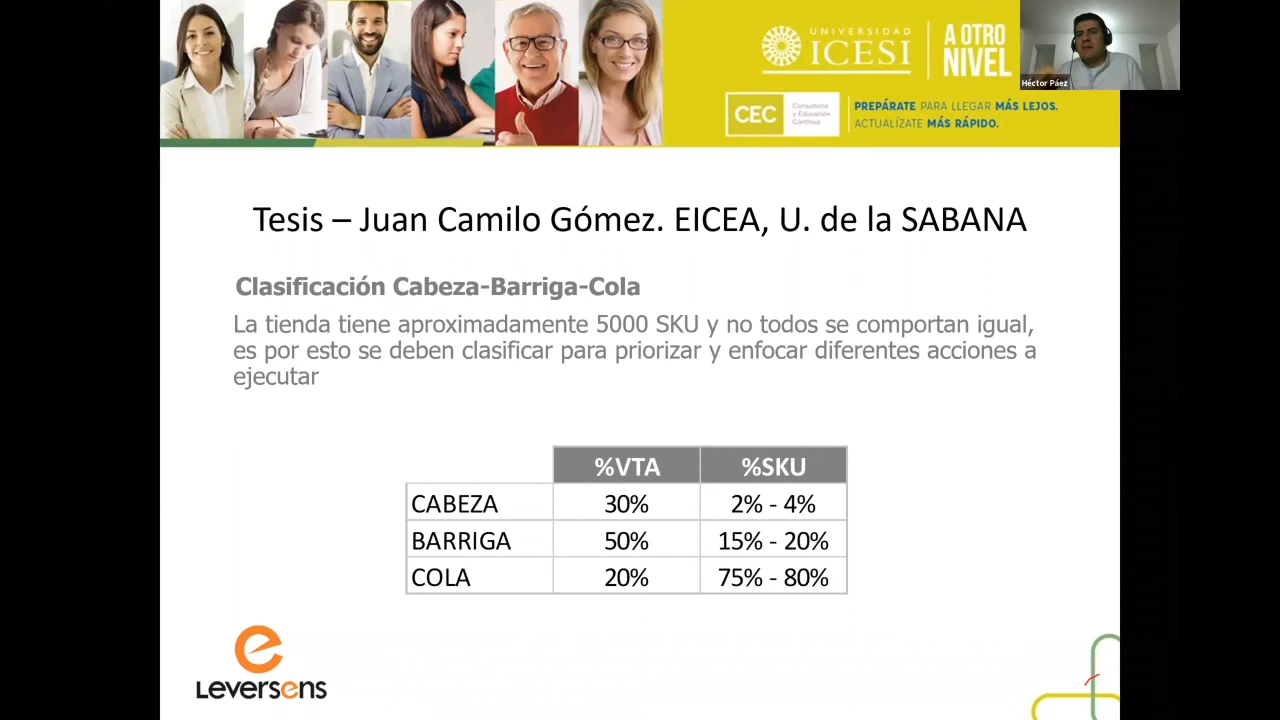 UNIVERSIDAD
ICESI
A OTRO
NIVEL
Héctor Páez
CEC
Consultoría
y Educación
Continua
PREPÁRATE PARA LLEGAR MÁS LEJOS.
ACTUALÍZATE MÁS RÁPIDO.
Tesis – Juan Camilo Gómez. EICEA, U. de la SABANA
Clasificación Cabeza-Barriga-Cola
La tienda tiene aproximadamente 5000 SKU y no todos se comportan igual,
es por esto se deben clasificar para priorizar y enfocar diferentes acciones a
ejecutar
%VTA %SKU
CABEZA 30% 2% - 4%
BARRIGA 50% 15% - 20%
COLA 20% 75% - 80%
e
Leversens